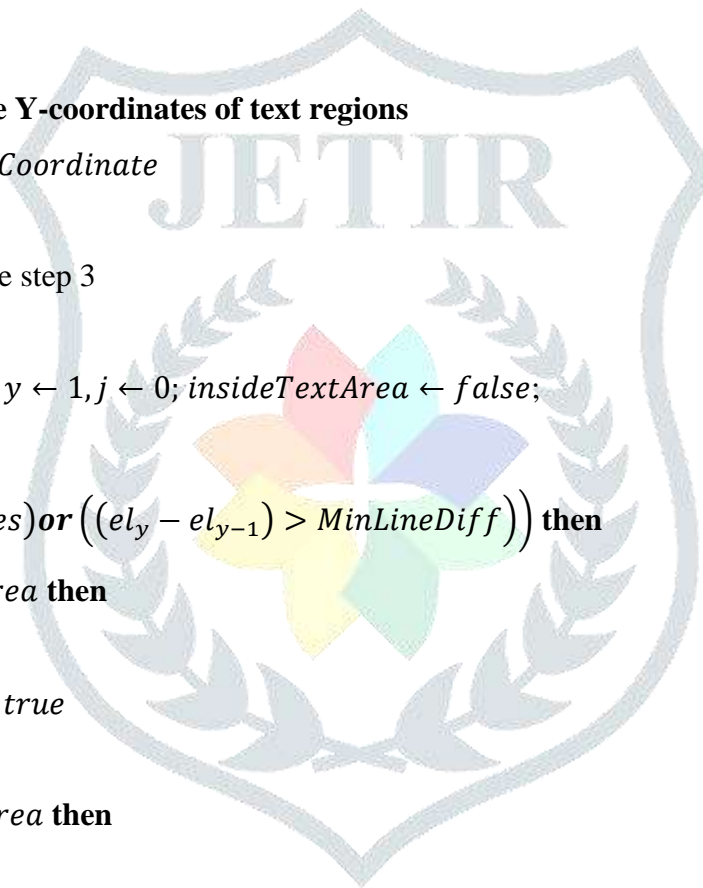 e Y-coordinates of text regions
Coordinate
JETIR
e step 3
y ← 1, j ← 0; insideTextArea ← false;
es) or ((el_y − el_{y−1}) > MinLineDiff)) then
rea then
true
rea then